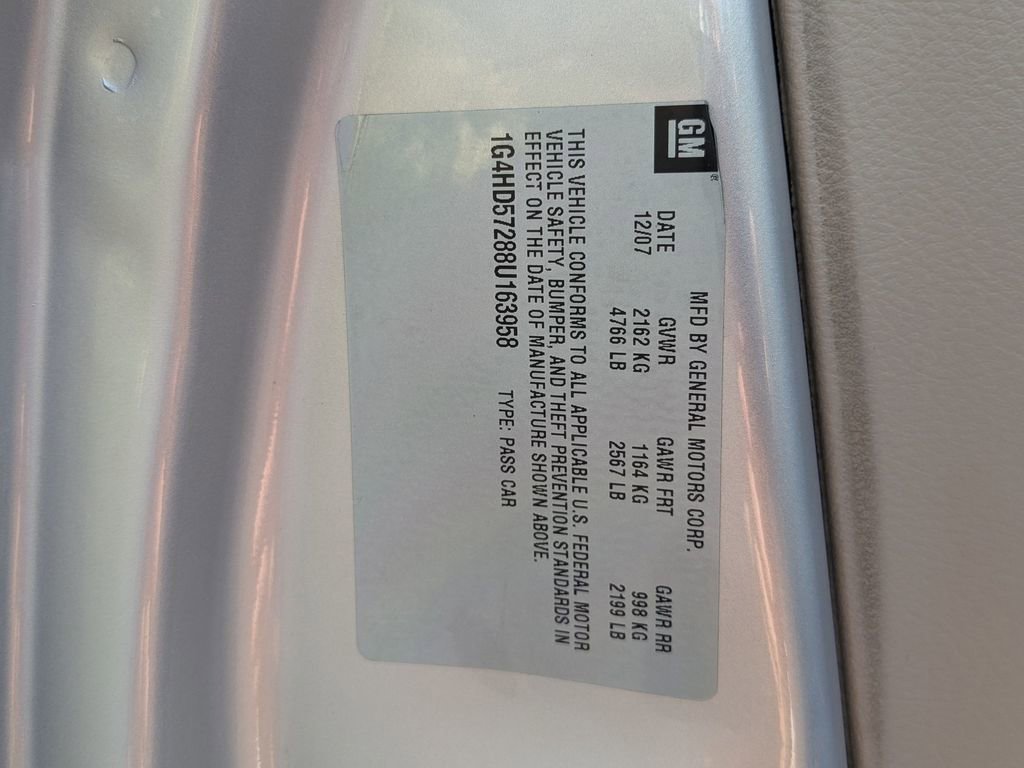 GM®
MFD BY GENERAL MOTORS CORP.
DATE GVWR GAWR FRT GAWR RR
12/07 2162 KG 1164 KG 998 KG
4766 LB 2567 LB 2199 LB
THIS VEHICLE CONFORMS TO ALL APPLICABLE U.S. FEDERAL MOTOR
VEHICLE SAFETY, BUMPER, AND THEFT PREVENTION STANDARDS IN
EFFECT ON THE DATE OF MANUFACTURE SHOWN ABOVE.
1G4HD57288U163958 TYPE: PASS CAR